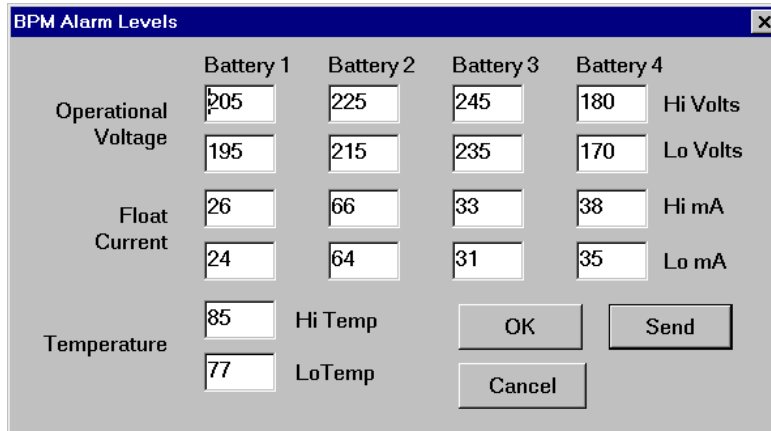 BPM Alarm Levels
Battery 1 Battery 2 Battery 3 Battery 4
Operational Voltage
205 225 245 180 Hi Volts
195 215 235 170 Lo Volts
Float Current
26 66 33 38 Hi mA
24 64 31 35 Lo mA
Temperature
85 Hi Temp
77 LoTemp
OK Send
Cancel